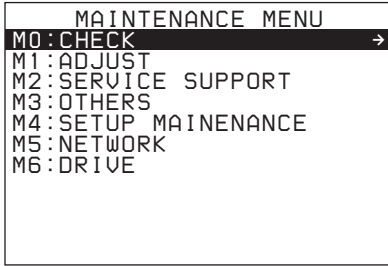 MAINTENANCE MENU
M0:CHECK →
M1:ADJUST
M2:SERVICE SUPPORT
M3:OTHERS
M4:SETUP MAINENANCE
M5:NETWORK
M6:DRIVE